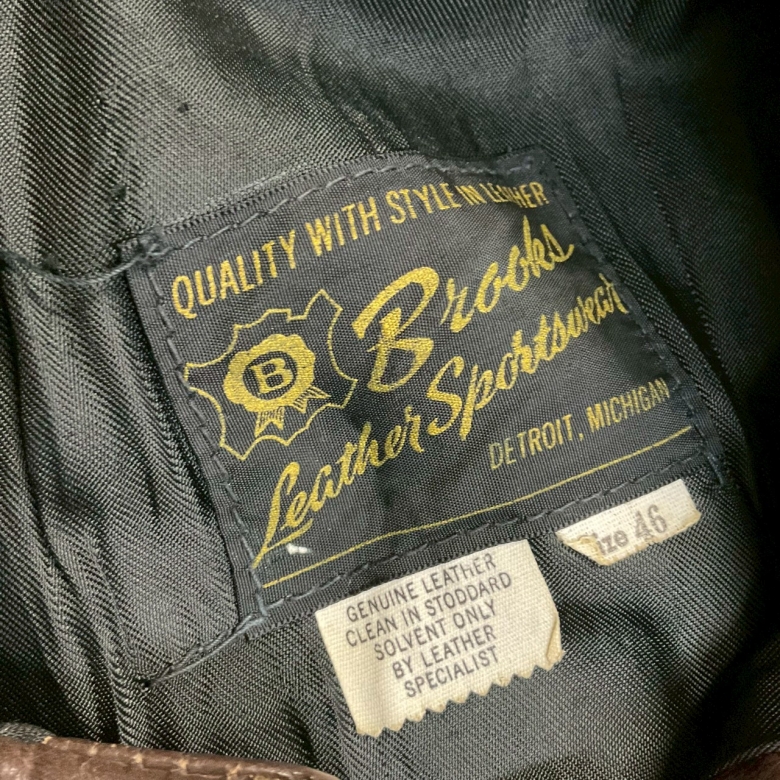 QUALITY WITH STYLE IN LEATHER
B
Brooks
Leather Sportswear
DETROIT, MICHIGAN
Size 46
GENUINE LEATHER
CLEAN IN STODDARD
SOLVENT ONLY
BY LEATHER
SPECIALIST